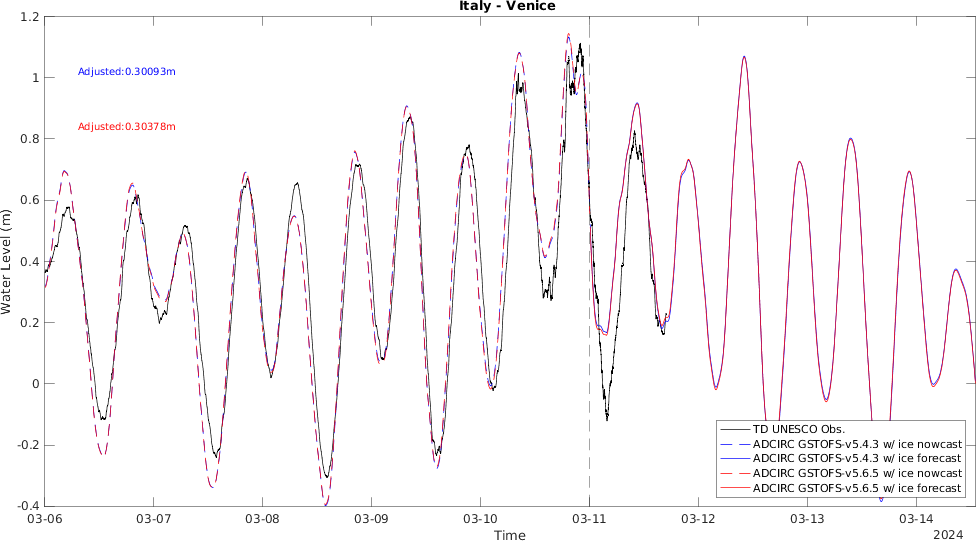 Italy - Venice
1.2
1
0.8
0.6
0.4
0.2
0
-0.2
-0.4
Water Level (m)
Adjusted:0.30093m
Adjusted:0.30378m
TD UNESCO Obs.
ADCIRC GSTOFS-v5.4.3 w/ ice nowcast
ADCIRC GSTOFS-v5.4.3 w/ ice forecast
ADCIRC GSTOFS-v5.6.5 w/ ice nowcast
ADCIRC GSTOFS-v5.6.5 w/ ice forecast
03-06 03-07 03-08 03-09 03-10 03-11 03-12 03-13 03-14
Time
2024